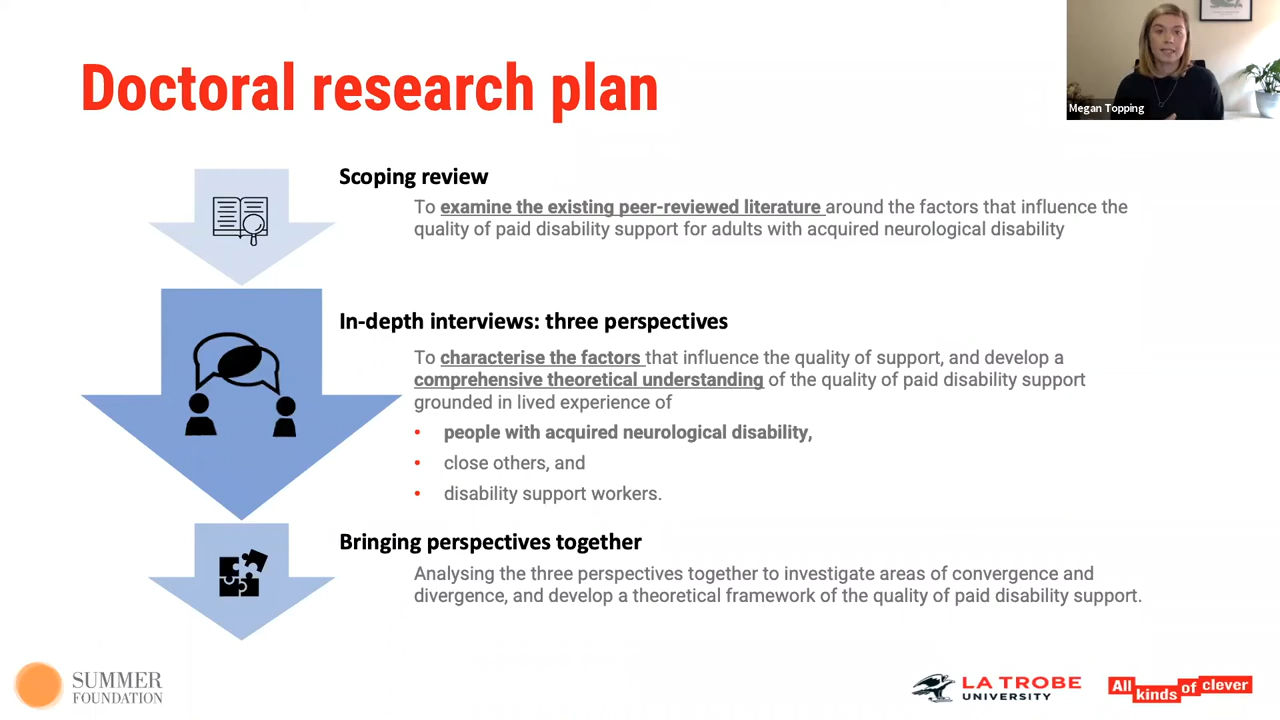 Doctoral research plan
Megan Topping
Scoping review
To examine the existing peer-reviewed literature around the factors that influence the
quality of paid disability support for adults with acquired neurological disability
In-depth interviews: three perspectives
To characterise the factors that influence the quality of support, and develop a
comprehensive theoretical understanding of the quality of paid disability support
grounded in lived experience of
• people with acquired neurological disability,
• close others, and
• disability support workers.
Bringing perspectives together
Analysing the three perspectives together to investigate areas of convergence and
divergence, and develop a theoretical framework of the quality of paid disability support.
SUMMER
FOUNDATION
LA TROBE
UNIVERSITY
All kinds of clever